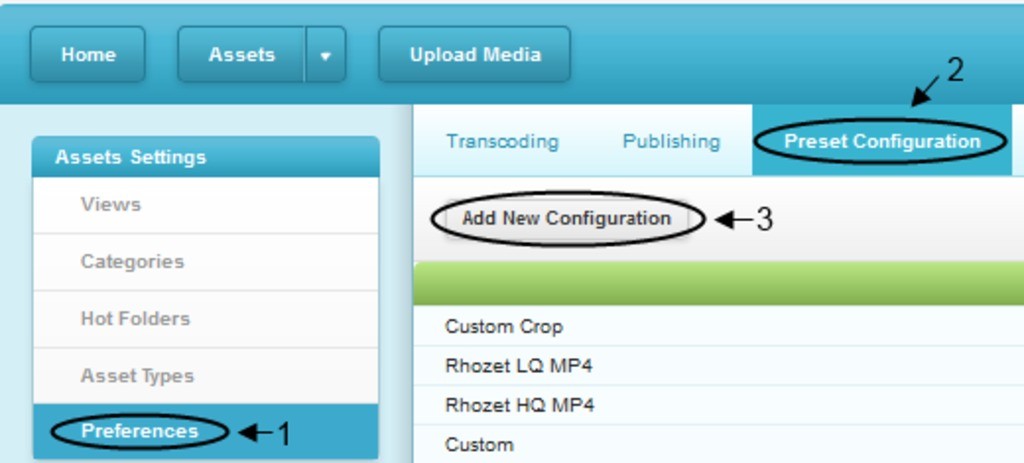 Home
Assets
Upload Media
2
Assets Settings
Views
Categories
Hot Folders
Asset Types
Preferences
1
Transcoding
Publishing
Preset Configuration
Add New Configuration
3
Custom Crop
Rhozet LQ MP4
Rhozet HQ MP4
Custom